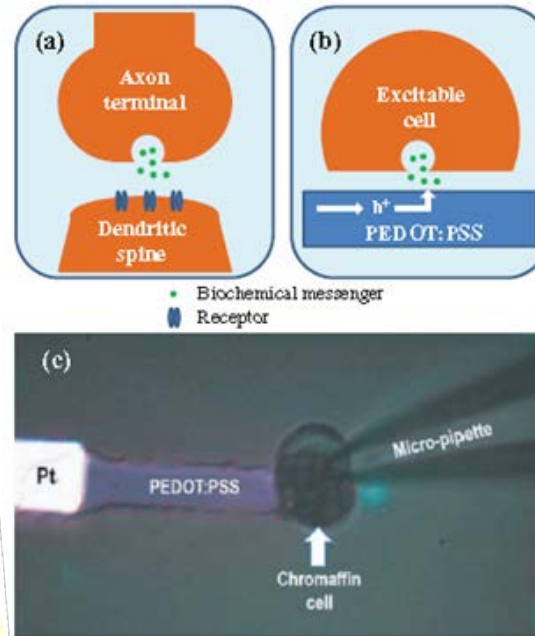 (a)
Axon
terminal
Dendritic
spine
(b)
Excitable
cell
h+
PEDOT:PSS
Biochemical messenger
Receptor
(c)
Pt
PEDOT:PSS
Micro-pipette
Chromaffin
cell